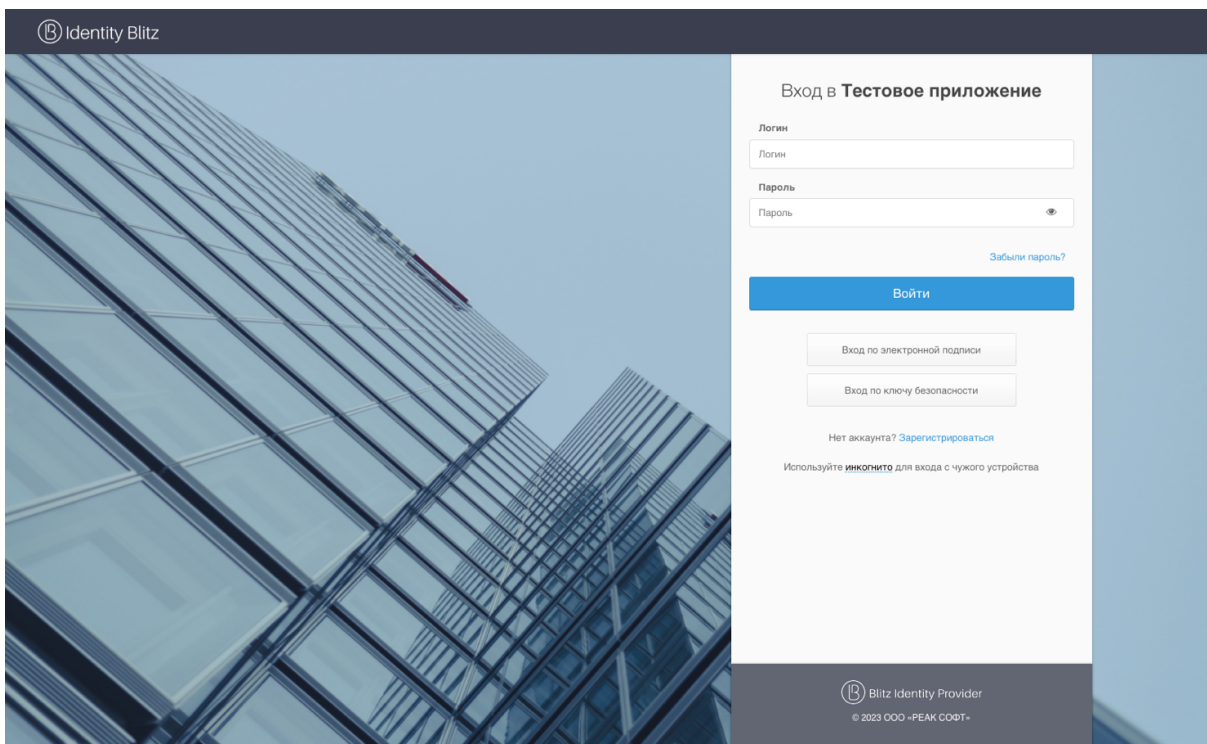 Identity Blitz
Вход в Тестовое приложение
Логин
Логин
Пароль
Пароль
Забыли пароль?
Войти
Вход по электронной подписи
Вход по ключу безопасности
Нет аккаунта? Зарегистрироваться
Используйте инкогнито для входа с чужого устройства
Blitz Identity Provider
© 2023 ООО «РЕАК СОФТ»